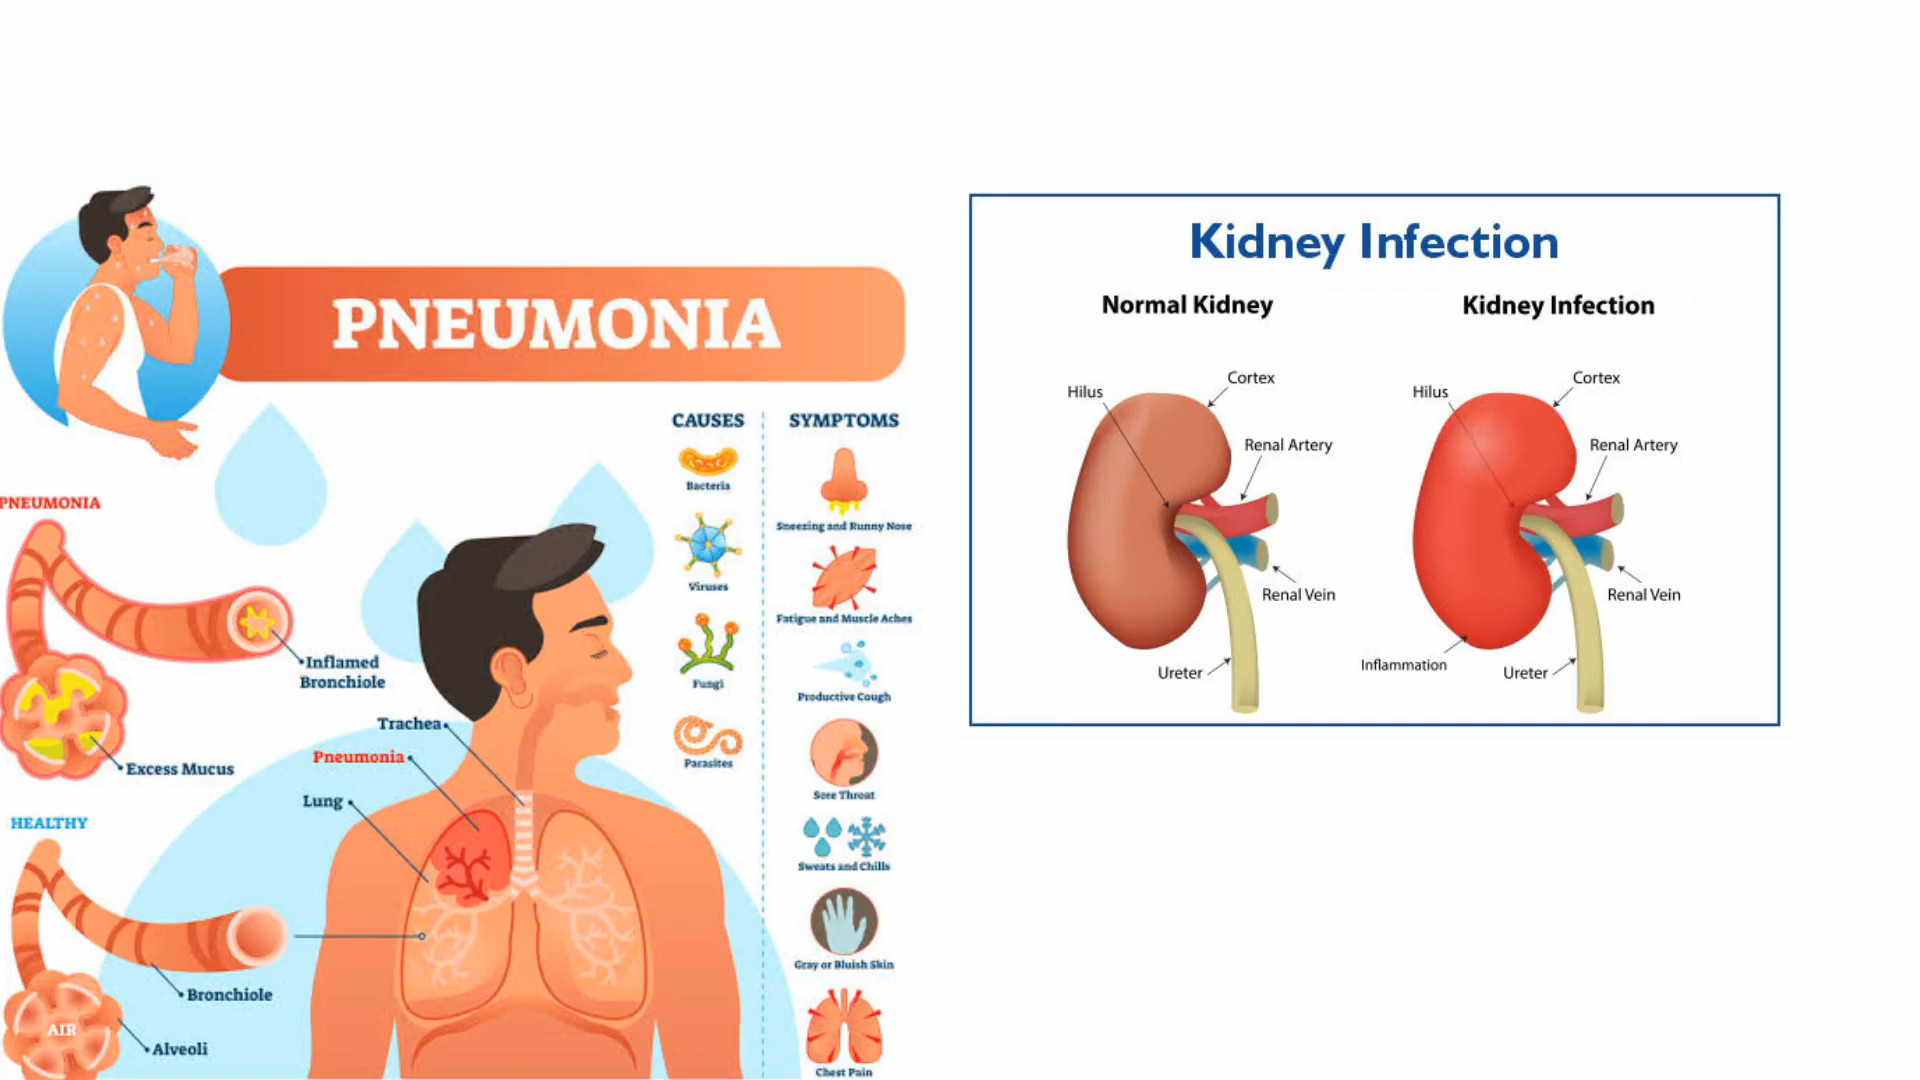 PNEUMONIA
CAUSES
Bacteria
Viruses
Fungi
Parasites
SYMPTOMS
Sneezing and Runny Nose
Fatigue and Muscle Aches
Productive Cough
Sore Throat
Sweats and Chills
Gray or Bluish Skin
Chest Pain
PNEUMONIA
Inflamed
Bronchiole
Excess Mucus
Trachea
Pneumonia
Lung
HEALTHY
Bronchiole
AIR
Alveoli
Kidney Infection
Normal Kidney
Hilus
Cortex
Renal Artery
Renal Vein
Ureter
Kidney Infection
Hilus
Cortex
Renal Artery
Renal Vein
Inflammation
Ureter